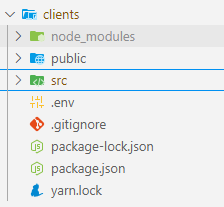 clients
node_modules
public
src
.env
.gitignore
package-lock.json
package.json
yarn.lock